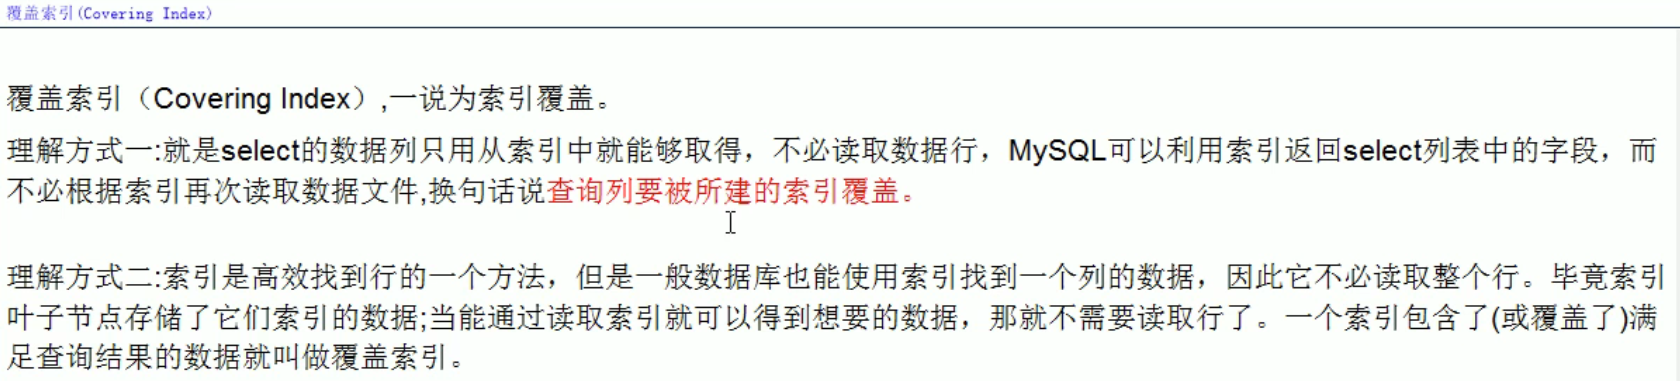 覆盖索引(Covering Index)
覆盖索引（Covering Index）,一说为索引覆盖。
理解方式一:就是select的数据列只用从索引中就能够取得，不必读取数据行，MySQL可以利用索引返回select列表中的字段，而
不必根据索引再次读取数据文件,换句话说查询列要被所建的索引覆盖。
理解方式二:索引是高效找到行的一个方法，但是一般数据库也能使用索引找到一个列的数据，因此它不必读取整个行。毕竟索引
叶子节点存储了它们索引的数据;当能通过读取索引就可以得到想要的数据，那就不需要读取行了。一个索引包含了(或覆盖了)满
足查询结果的数据就叫做覆盖索引。